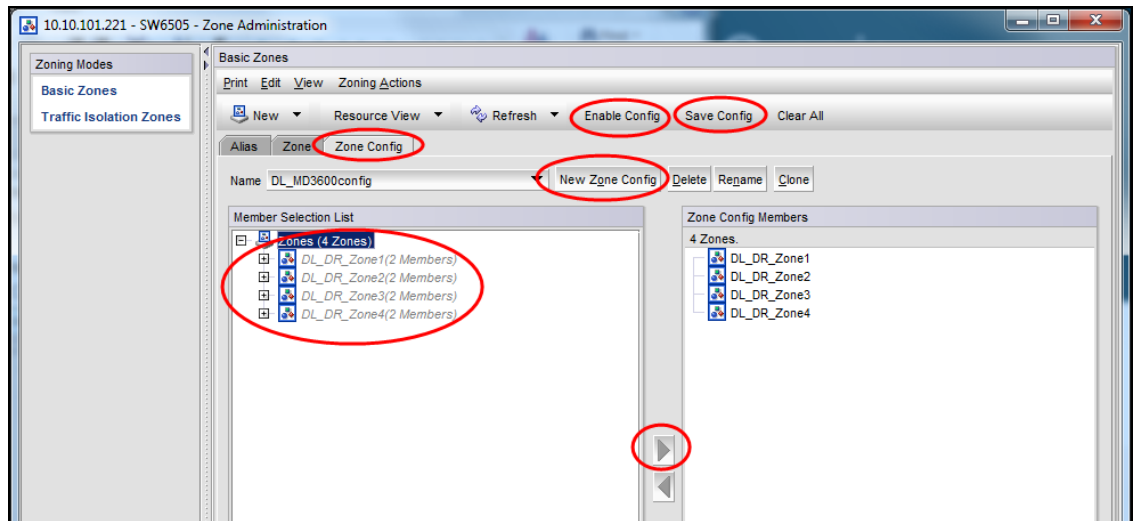 10.10.101.221 - SW6505 - Zone Administration
Zoning Modes
Basic Zones
Traffic Isolation Zones
Basic Zones
Print Edit View Zoning Actions
New Resource View Refresh Enable Config Save Config Clear All
Alias Zone Zone Config
Name DL_MD3600config New Zone Config Delete Rename Clone
Member Selection List
Zones (4 Zones)
DL_DR_Zone1(2 Members)
DL_DR_Zone2(2 Members)
DL_DR_Zone3(2 Members)
DL_DR_Zone4(2 Members)
Zone Config Members
4 Zones.
DL_DR_Zone1
DL_DR_Zone2
DL_DR_Zone3
DL_DR_Zone4